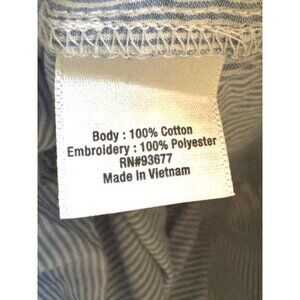 Body : 100% Cotton
Embroidery : 100% Polyester
RN#93677
Made in Vietnam